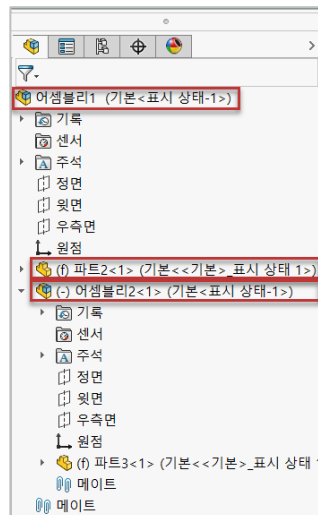 어셈블리1 (기본<표시 상태-1>)
기록
센서
주석
정면
윗면
우측면
원점
(f) 파트2<1> (기본<<기본>_표시 상태 1>)
(-) 어셈블리2<1> (기본<표시 상태-1>)
기록
센서
주석
정면
윗면
우측면
원점
(f) 파트3<1> (기본<<기본>_표시 상태
메이트
메이트